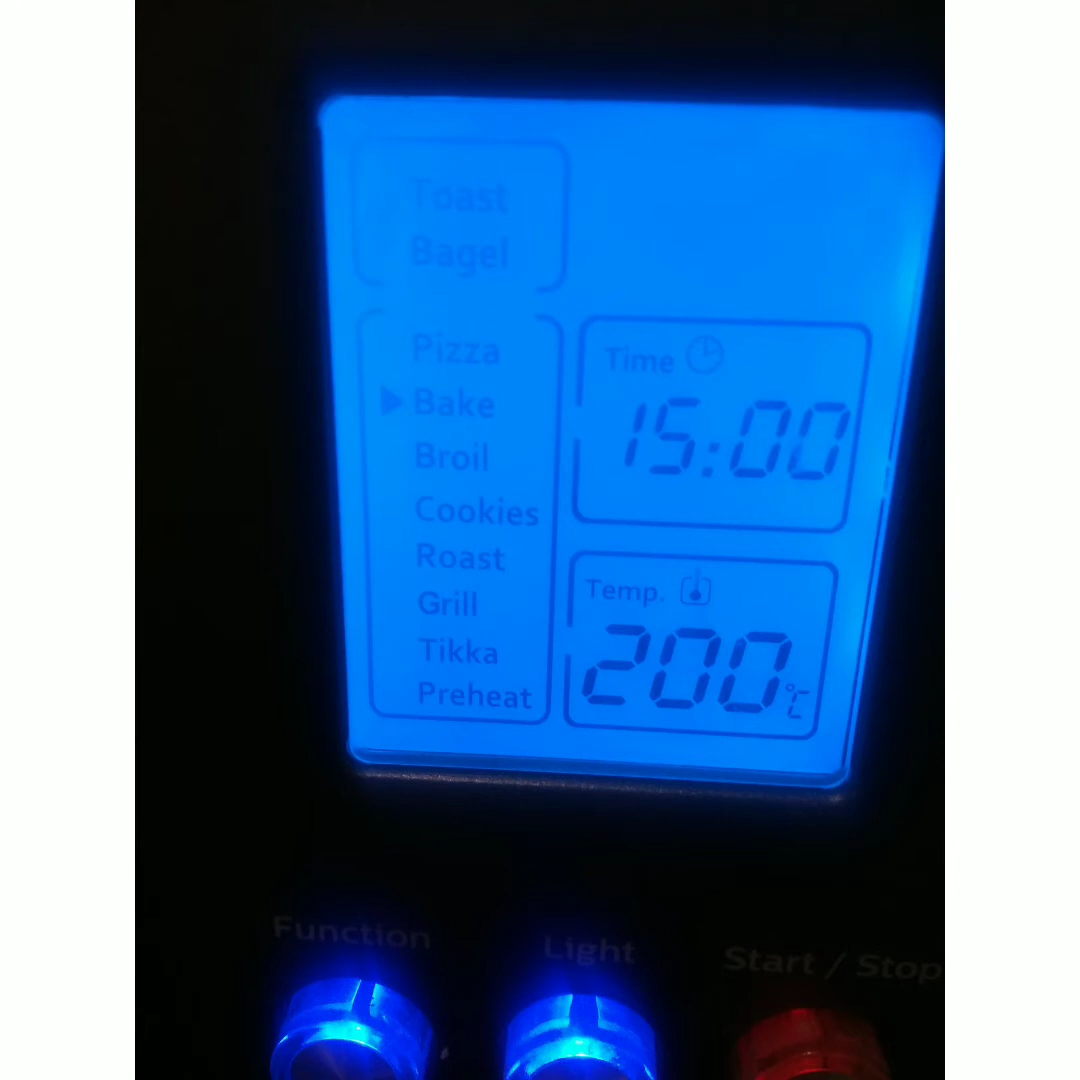 Toast
Bagel
Pizza
Bake
Broil
Cookies
Roast
Grill
Tikka
Preheat
Time
15:00
Temp.
200°C
Function
Light
Start / Stop